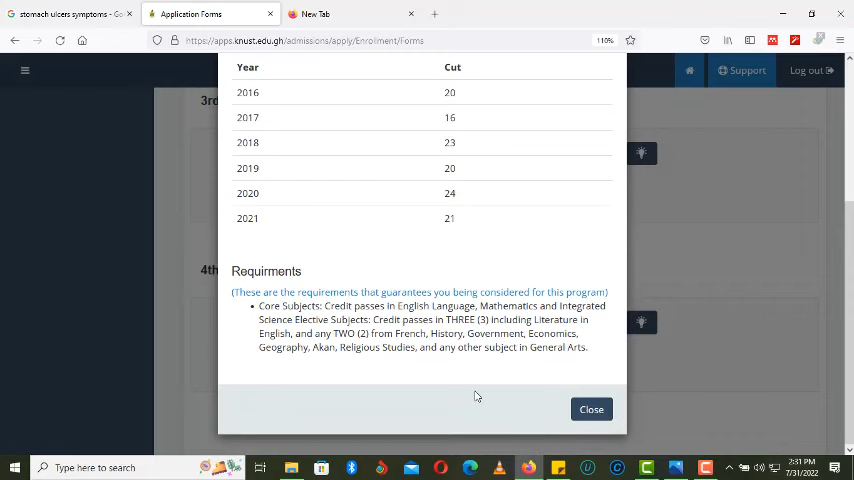 stomach ulcers symptoms - Go
Application Forms
New Tab
https://apps.knust.edu.gh/admissions/apply/Enrollment/Forms
110%
Support
Log out
3rd
Year Cut
2016 20
2017 16
2018 23
2019 20
2020 24
2021 21
4th
Requirments
(These are the requirements that guarantees you being considered for this program)
Core Subjects: Credit passes in English Language, Mathematics and Integrated
Science Elective Subjects: Credit passes in THREE (3) including Literature in
English, and any TWO (2) from French, History, Government, Economics,
Geography, Akan, Religious Studies, and any other subject in General Arts.
Close
Type here to search
2:31 PM
7/31/2022